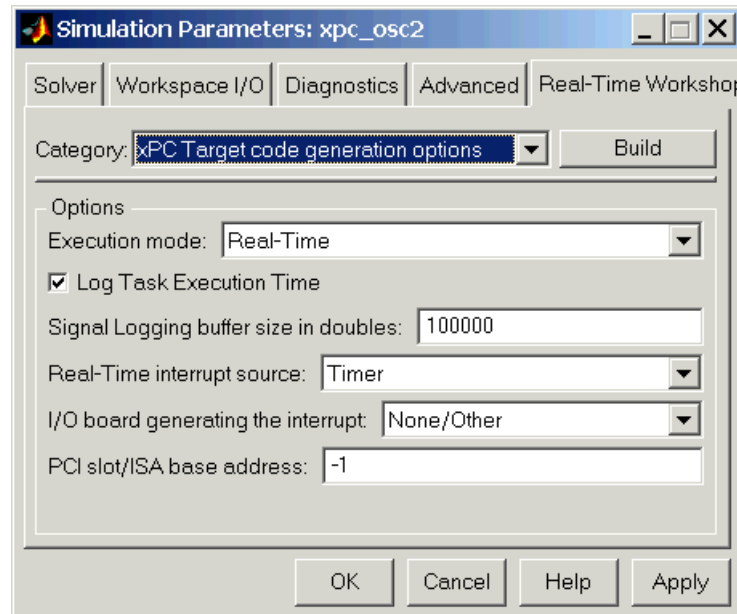 Simulation Parameters: xpc_osc2
Solver Workspace I/O Diagnostics Advanced Real-Time Workshop
Category: xPC Target code generation options Build
Options
Execution mode: Real-Time
Log Task Execution Time
Signal Logging buffer size in doubles: 100000
Real-Time interrupt source: Timer
I/O board generating the interrupt: None/Other
PCI slot/ISA base address: -1
OK Cancel Help Apply